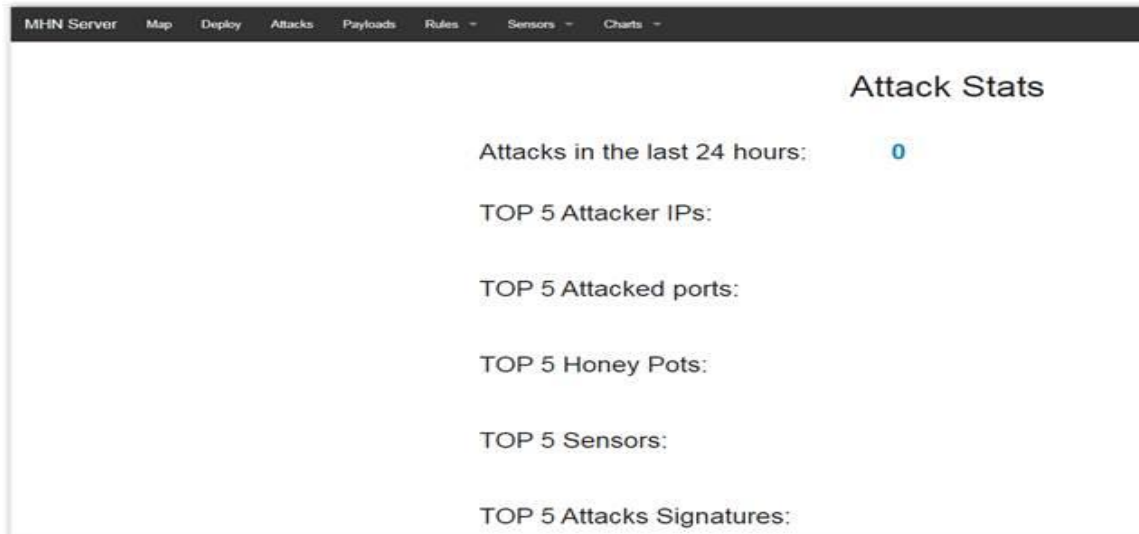 MHN Server Map Deploy Attacks Payloads Rules Sensors Charts
Attack Stats
Attacks in the last 24 hours: 0
TOP 5 Attacker IPs:
TOP 5 Attacked ports:
TOP 5 Honey Pots:
TOP 5 Sensors:
TOP 5 Attacks Signatures: